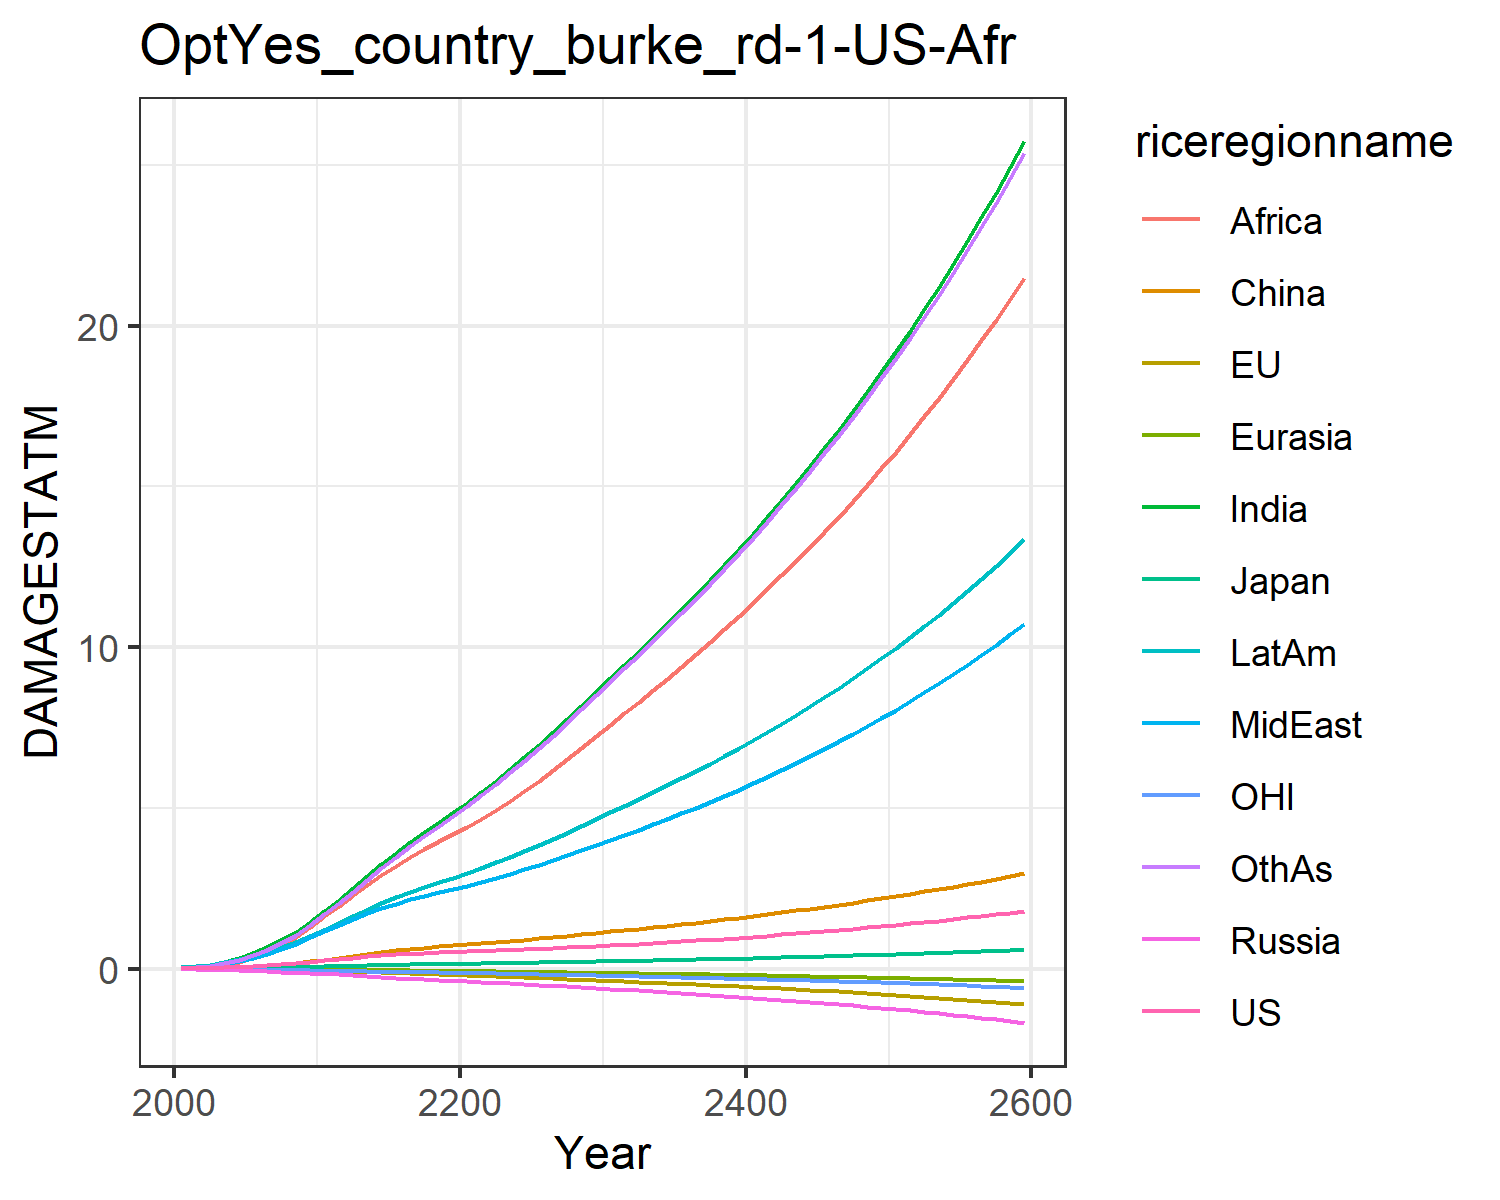 OptYes_country_burke_rd-1-US-Afr
DAMAGESTATM
20
10
0
2000 2200 2400 2600
Year
riceregionname
Africa
China
EU
Eurasia
India
Japan
LatAm
MidEast
OHI
OthAs
Russia
US